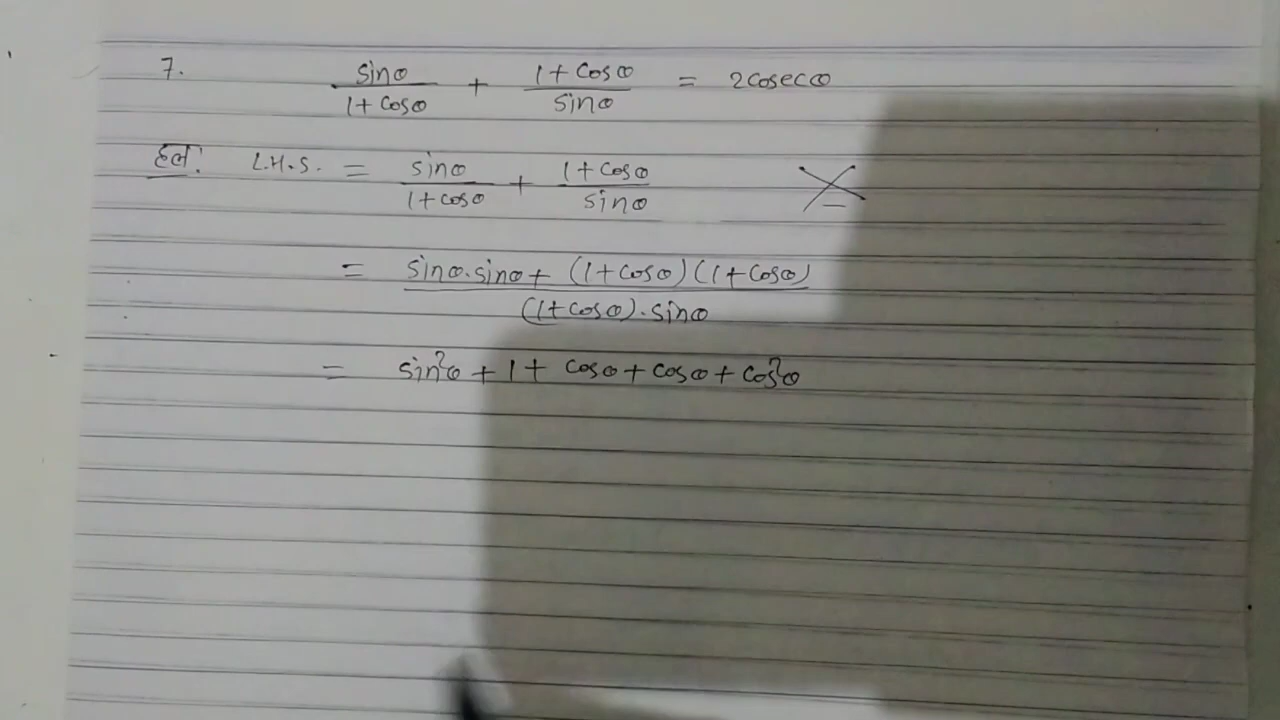 7. sinθ/(1+cosθ) + (1+cosθ)/sinθ = 2cosecθ
हल: L.H.S. = sinθ/(1+cosθ) + (1+cosθ)/sinθ
= (sinθ.sinθ + (1+cosθ)(1+cosθ))/((1+cosθ).sinθ)
= sin²θ + 1 + cosθ + cosθ + cos²θ